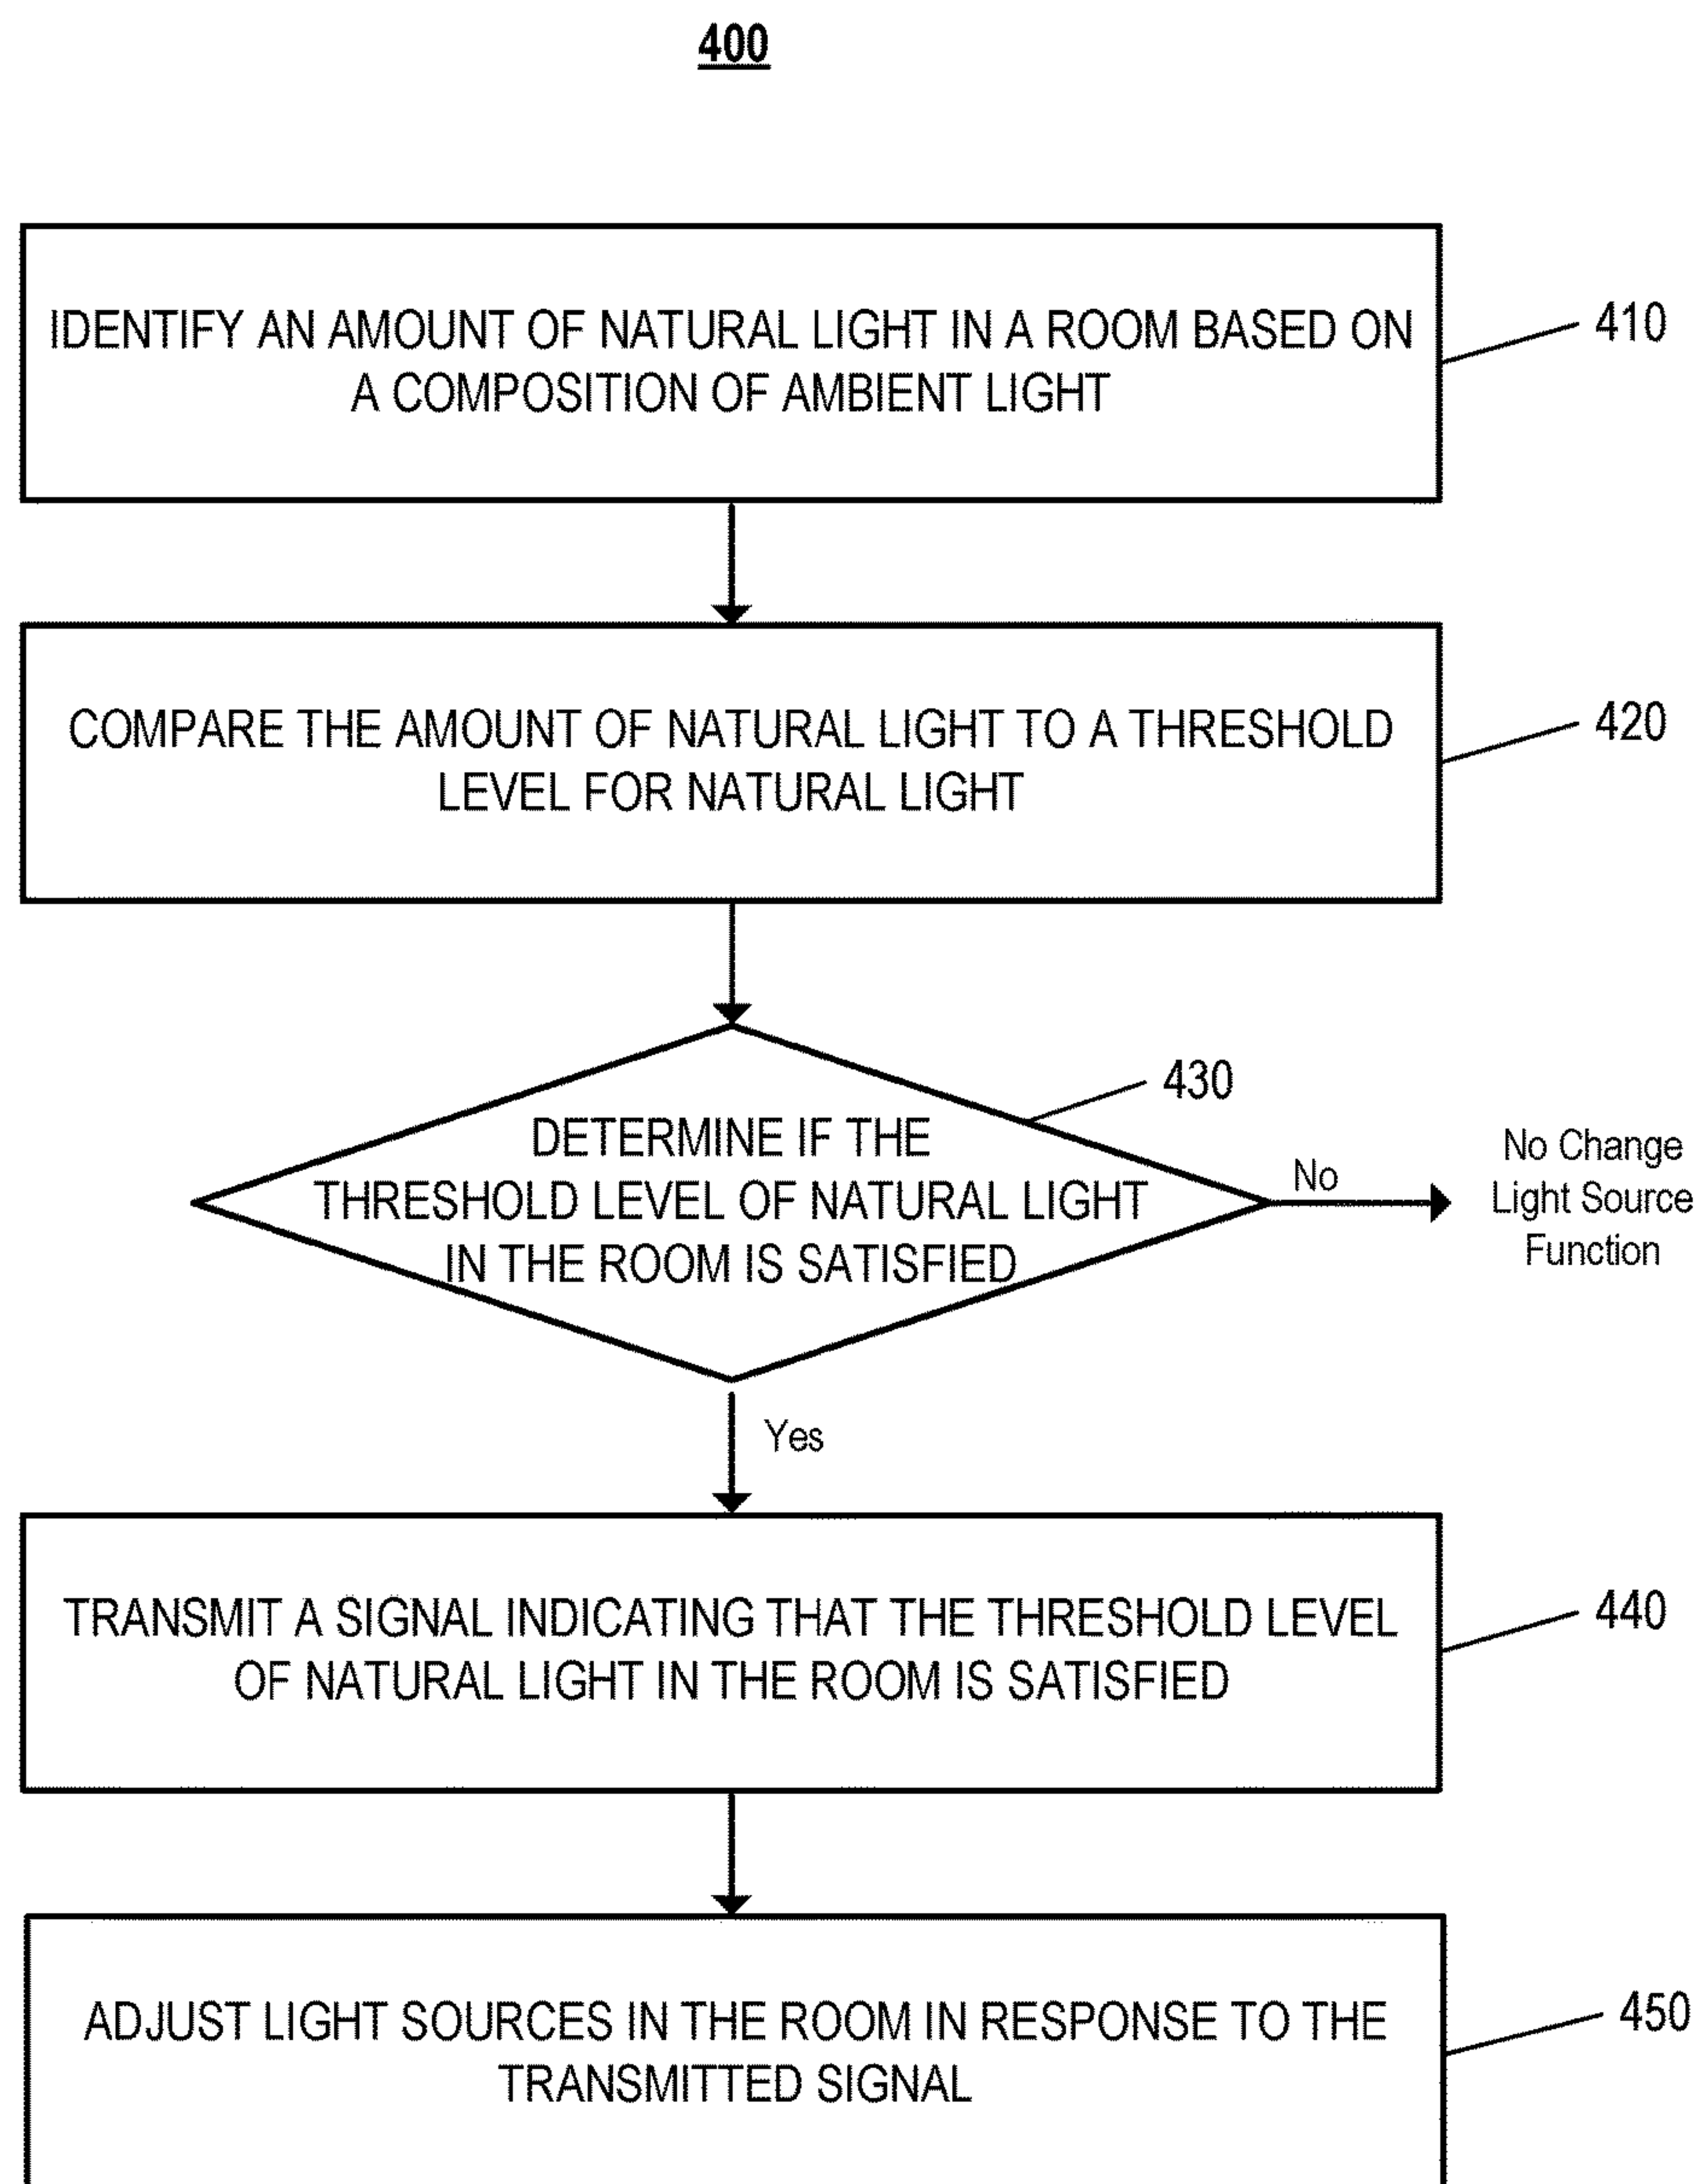 400
IDENTIFY AN AMOUNT OF NATURAL LIGHT IN A ROOM BASED ON
A COMPOSITION OF AMBIENT LIGHT
410
COMPARE THE AMOUNT OF NATURAL LIGHT TO A THRESHOLD
LEVEL FOR NATURAL LIGHT
420
DETERMINE IF THE
THRESHOLD LEVEL OF NATURAL LIGHT
IN THE ROOM IS SATISFIED
430
No
No Change
Light Source
Function
Yes
TRANSMIT A SIGNAL INDICATING THAT THE THRESHOLD LEVEL
OF NATURAL LIGHT IN THE ROOM IS SATISFIED
440
ADJUST LIGHT SOURCES IN THE ROOM IN RESPONSE TO THE
TRANSMITTED SIGNAL
450